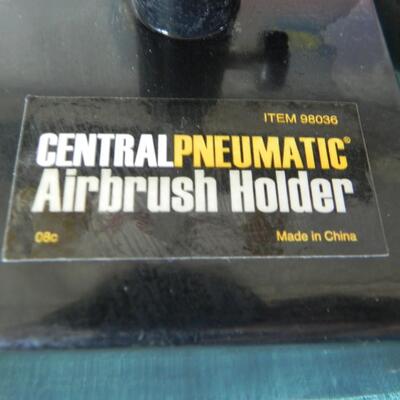 ITEM 98036
CENTRALPNEUMATIC®
Airbrush Holder
08c Made in China